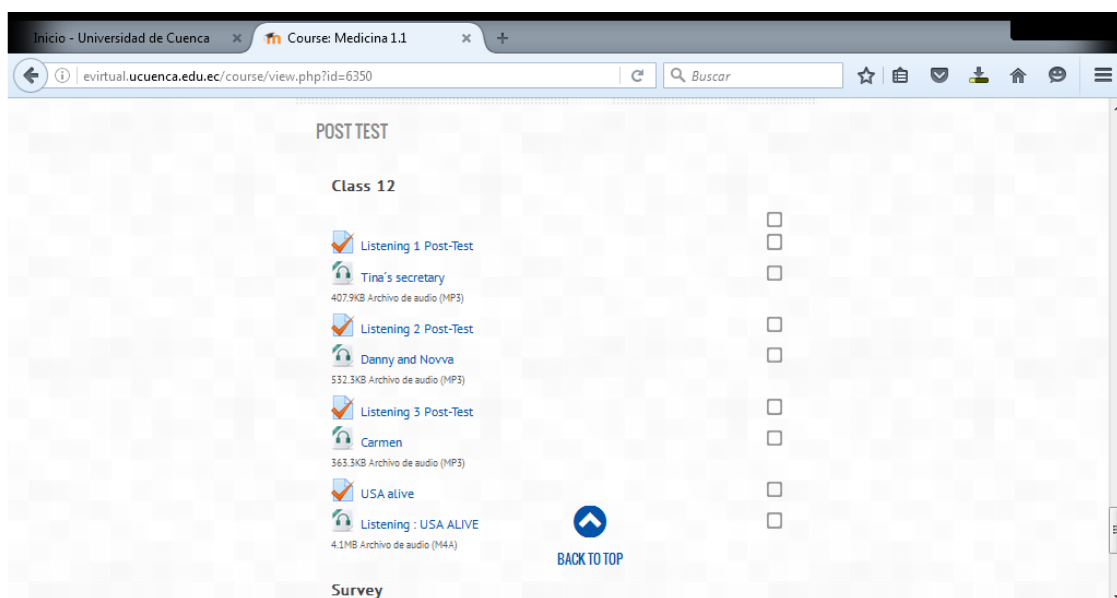 Inicio - Universidad de Cuenca
Course: Medicina 1.1
evirtual.ucuenca.edu.ec/course/view.php?id=6350
Buscar
POST TEST
Class 12
Listening 1 Post-Test
Tina´s secretary
407.9KB Archivo de audio (MP3)
Listening 2 Post-Test
Danny and Novva
532.3KB Archivo de audio (MP3)
Listening 3 Post-Test
Carmen
363.3KB Archivo de audio (MP3)
USA alive
Listening : USA ALIVE
4.1MB Archivo de audio (M4A)
BACK TO TOP
Survey